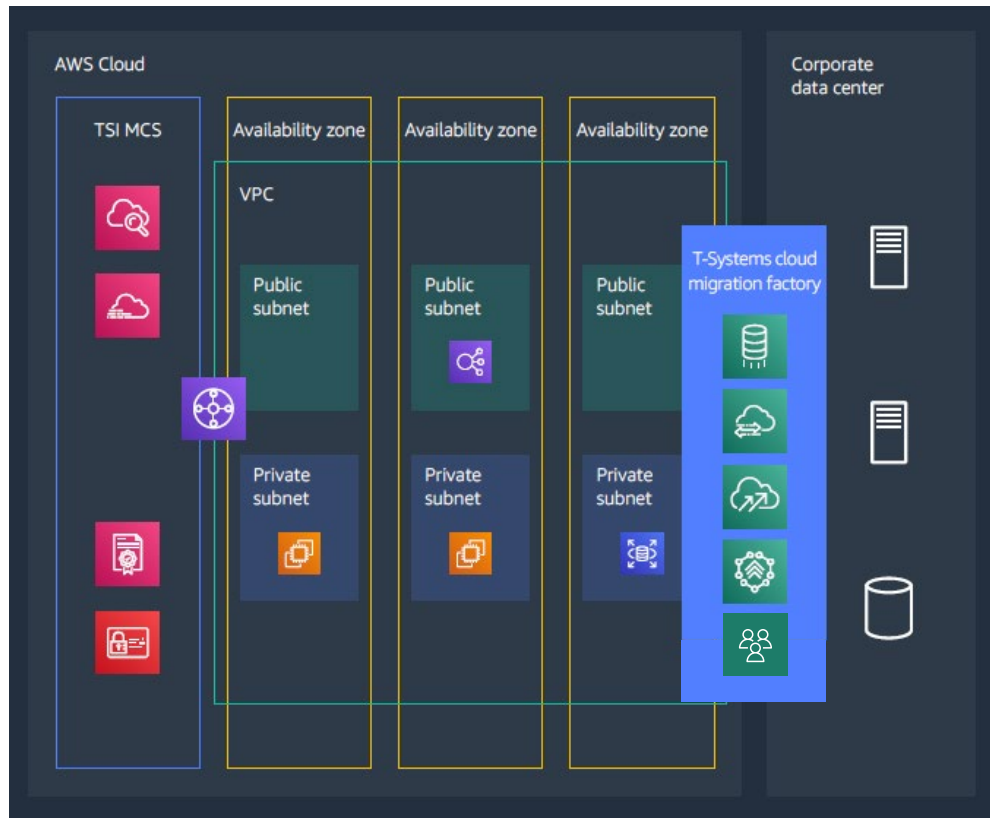 AWS Cloud
Corporate
data center
TSI MCS
Availability zone
Availability zone
Availability zone
VPC
T-Systems cloud
migration factory
Public
subnet
Public
subnet
Public
subnet
Private
subnet
Private
subnet
Private
subnet